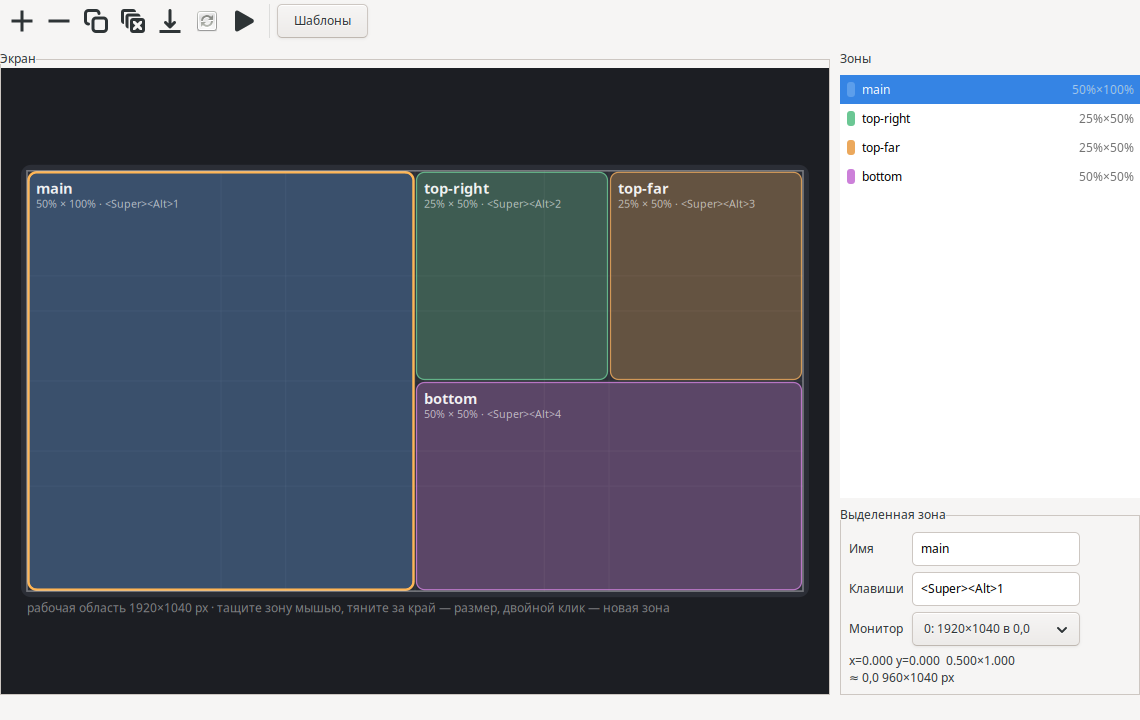 Шаблоны
Экран
Зоны
main 50%×100%
top-right 25%×50%
top-far 25%×50%
bottom 50%×50%
main
50% × 100% · <Super><Alt>1
top-right
25% × 50% · <Super><Alt>2
top-far
25% × 50% · <Super><Alt>3
bottom
50% × 50% · <Super><Alt>4
рабочая область 1920×1040 px · тащите зону мышью, тяните за край — размер, двойной клик — новая зона
Выделенная зона
Имя main
Клавиши <Super><Alt>1
Монитор 0: 1920×1040 в 0,0
x=0.000 y=0.000 0.500×1.000
≈ 0,0 960×1040 px